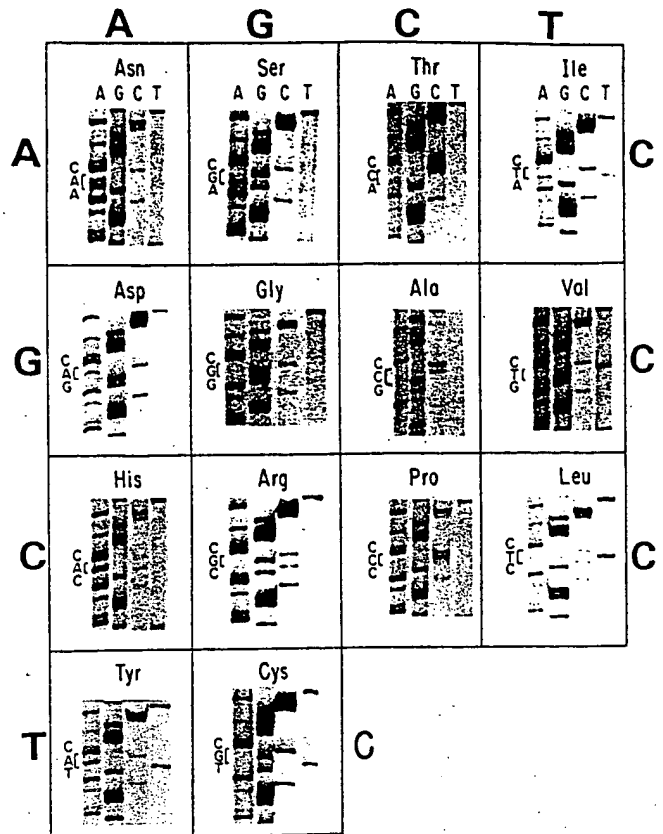 A G C T
Asn Ser Thr Ile
A G C T A G C T A G C T A G C T
A C
C A A
C G A
C C A
C T A
Asp Gly Ala Val
G C
C A G
C G G
C C G
C T G
His Arg Pro Leu
C C
C A C
C G C
C C C
C T C
Tyr Cys
T C
C A T
C G T